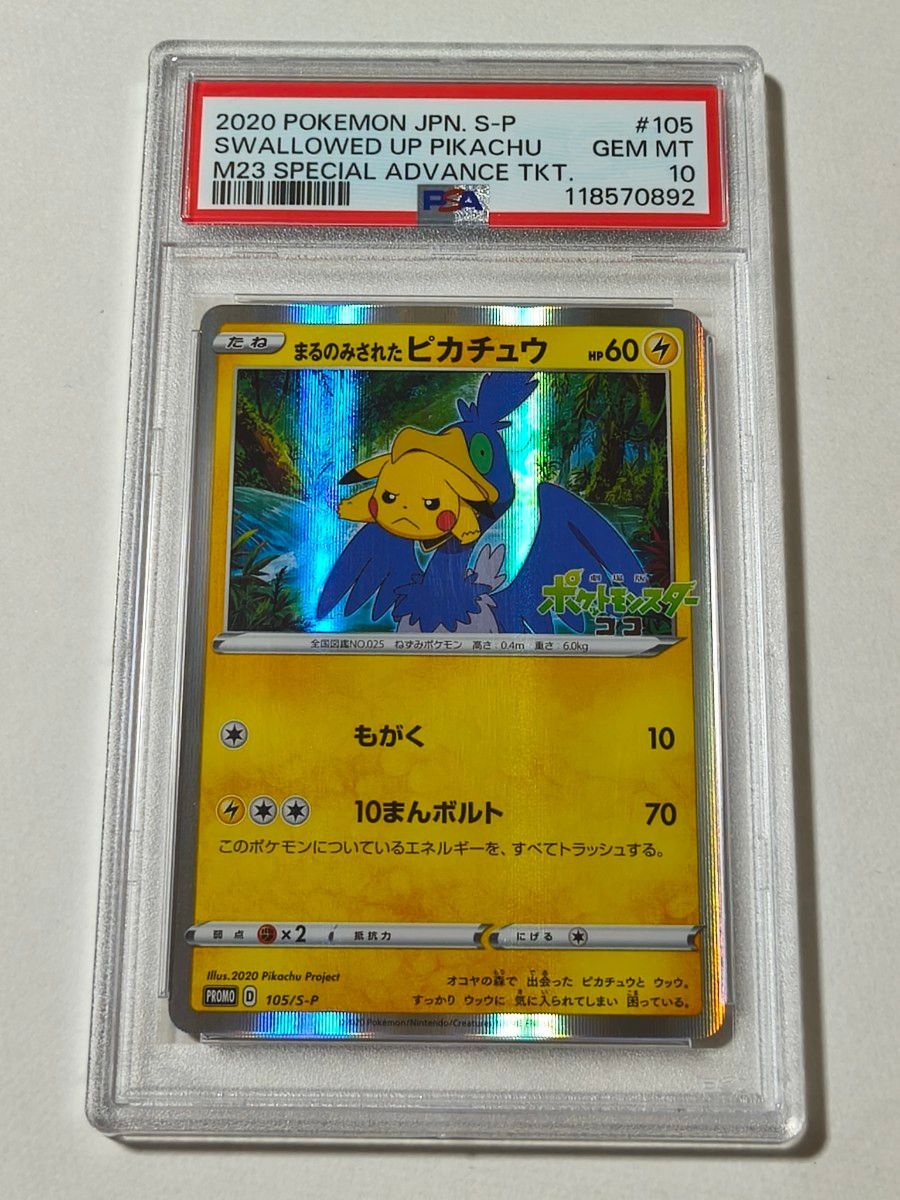 2020 POKEMON JPN. S-P #105
SWALLOWED UP PIKACHU GEM MT
M23 SPECIAL ADVANCE TKT. 10
PSA 118570892
たね まるのみされたピカチュウ HP60
劇場版
ポケットモンスター
ココ
全国図鑑NO.025 ねずみポケモン 高さ:0.4m 重さ:6.0kg
もがく 10
10まんボルト 70
このポケモンについているエネルギーを、すべてトラッシュする。
弱点 ×2 抵抗力 にげる
Illus.2020 Pikachu Project
オコヤの森で 出会った ピカチュウと ウッウ。
PROMO D 105/S-P
すっかり ウッウに 気に入られてしまい 困っている。
©2020 Pokémon/Nintendo/Creatures